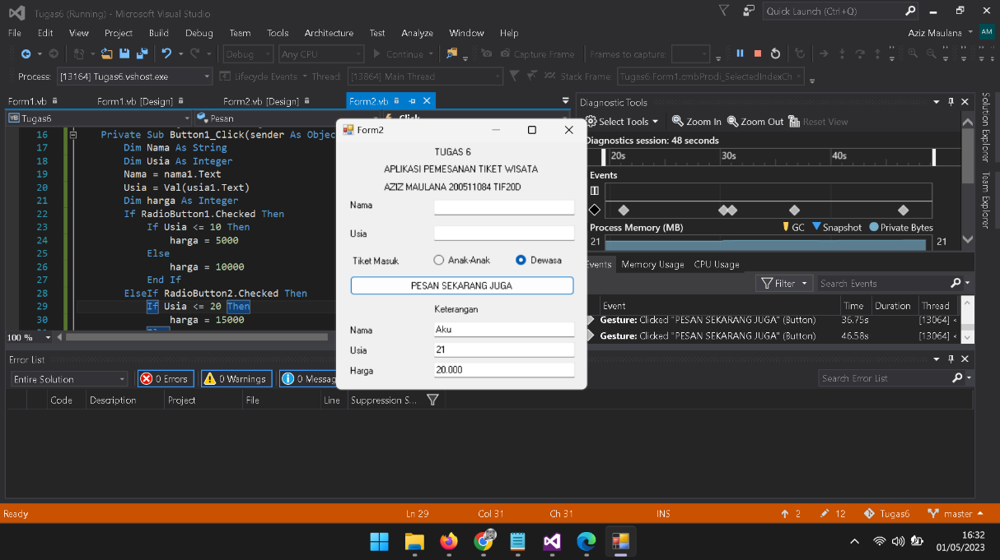 Tugas6 (Running) - Microsoft Visual Studio
Quick Launch (Ctrl+Q)
File Edit View Project Build Debug Team Tools Architecture Test Analyze Window Help
Aziz Maulana AM
Debug Any CPU Continue Capture Frame Frames to capture:
Process: [13164] Tugas6.vshost.exe Lifecycle Events Thread: [13864] Main Thread Stack Frame: Tugas6 Form1.cmbProdi_SelectedIndexCh
Form1.vb Form1.vb [Design] Form2.vb [Design] Form2.vb
Tugas6 Pesan Click
16 Private Sub Button1_Click(sender As Objec
17 Dim Nama As String
18 Dim Usia As Integer
19 Nama = nama1.Text
20 Usia = Val(usia1.Text)
21 Dim harga As Integer
22 If RadioButton1.Checked Then
23 If Usia <= 10 Then
24 harga = 5000
25 Else
26 harga = 10000
27 End If
28 ElseIf RadioButton2.Checked Then
29 If Usia <= 20 Then
30 harga = 15000
100 %
Form2
TUGAS 6
APLIKASI PEMESANAN TIKET WISATA
AZIZ MAULANA 200511084 TIF20D
Nama
Usia
Tiket Masuk Anak-Anak Dewasa
PESAN SEKARANG JUGA
Keterangan
Nama Aku
Usia 21
Harga 20.000
Diagnostic Tools
Select Tools Zoom In Zoom Out Reset View
Diagnostics session: 48 seconds
20s 30s 40s
Events
Process Memory (MB) GC Snapshot Private Bytes
21 21
Events Memory Usage CPU Usage
Filter Search Events
Event Time Duration Thread
Gesture: Clicked "PESAN SEKARANG JUGA" (Button) 36.75s [13064] <
Gesture: Clicked "PESAN SEKARANG JUGA" (Button) 46.58s [13064] <
Solution Explorer
Team Explorer
Error List
Entire Solution 0 Errors 0 Warnings 0 Messag
Search Error List
Code Description Project File Line Suppression S...
Ready Ln 29 Col 31 Ch 31 INS 2 12 Tugas6 master
16:32
01/05/2023